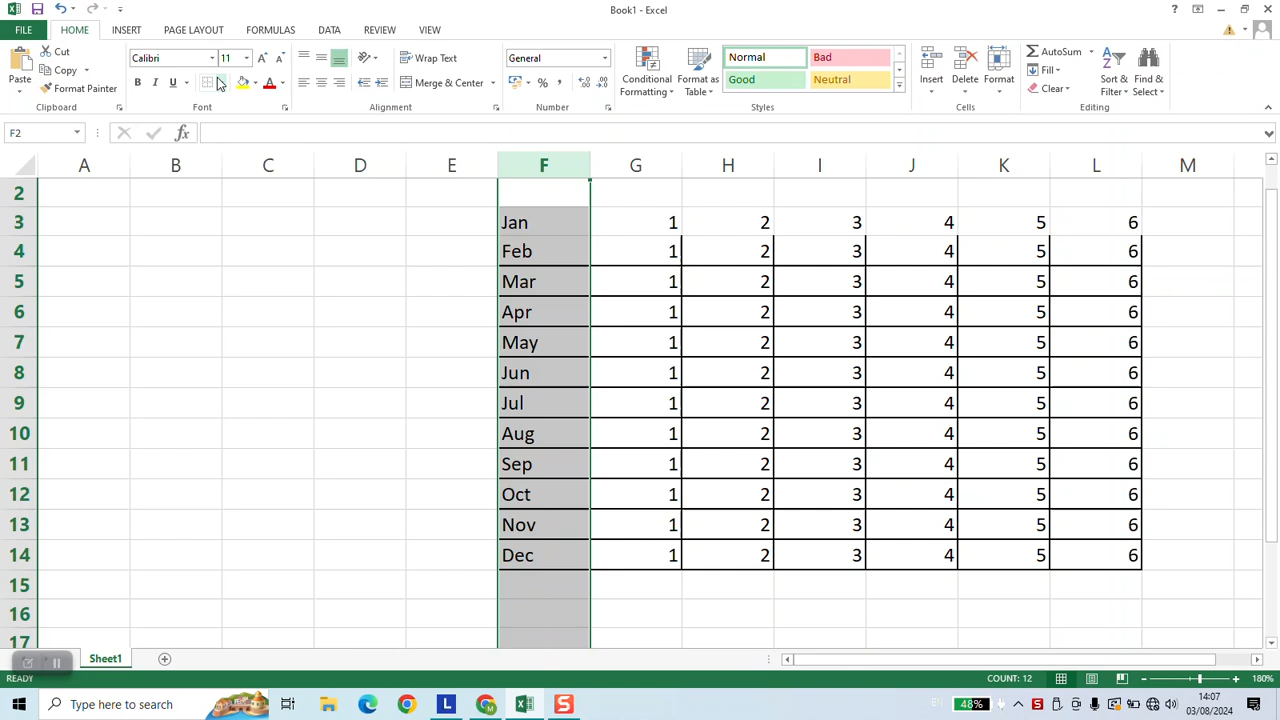 Book1 - Excel
FILE HOME INSERT PAGE LAYOUT FORMULAS DATA REVIEW VIEW
Cut
Copy
Format Painter
Paste
Clipboard
Calibri 11
B I U
Font
Wrap Text
Merge & Center
Alignment
General
%
Number
Conditional Formatting
Format as Table
Normal Bad
Good Neutral
Styles
Insert Delete Format
Cells
AutoSum
Fill
Clear
Sort & Filter
Find & Select
Editing
F2 fx
A B C D E F G H I J K L M
2
3 Jan 1 2 3 4 5 6
4 Feb 1 2 3 4 5 6
5 Mar 1 2 3 4 5 6
6 Apr 1 2 3 4 5 6
7 May 1 2 3 4 5 6
8 Jun 1 2 3 4 5 6
9 Jul 1 2 3 4 5 6
10 Aug 1 2 3 4 5 6
11 Sep 1 2 3 4 5 6
12 Oct 1 2 3 4 5 6
13 Nov 1 2 3 4 5 6
14 Dec 1 2 3 4 5 6
15
16
17
Sheet1
READY COUNT: 12 180%
Type here to search
48%
14:07
03/08/2024